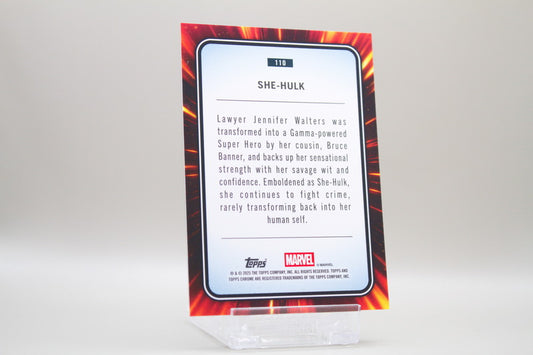 110
SHE-HULK
Lawyer Jennifer Walters was
transformed into a Gamma-powered
Super Hero by her cousin, Bruce
Banner, and backs up her sensational
strength with her savage wit and
confidence. Emboldened as She-Hulk,
she continues to fight crime,
rarely transforming back into her
human self.
Topps MARVEL
© MARVEL
® & © 2025 THE TOPPS COMPANY, INC. ALL RIGHTS RESERVED. TOPPS AND
TOPPS CHROME ARE REGISTERED TRADEMARKS OF THE TOPPS COMPANY, INC.